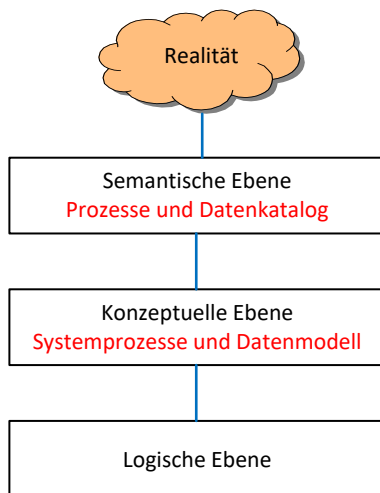 Realität
Semantische Ebene
Prozesse und Datenkatalog
Konzeptuelle Ebene
Systemprozesse und Datenmodell
Logische Ebene